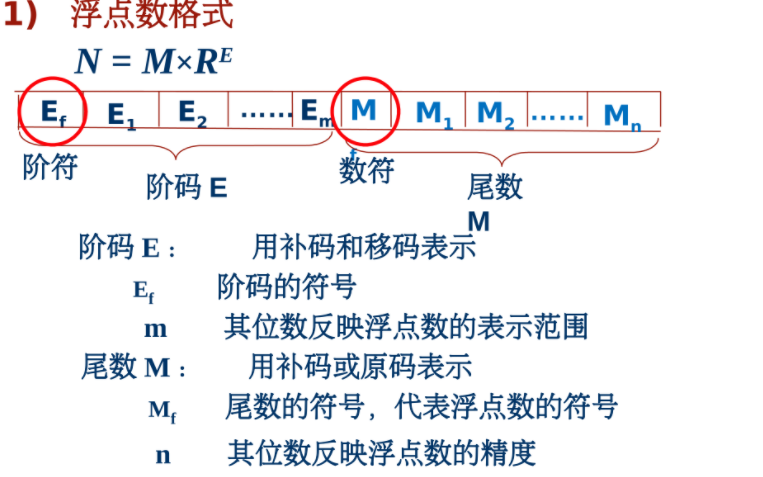 1) 浮点数格式
N = M×R^E
E_f E_1 E_2 ...... E_m M_f M_1 M_2 ...... M_n
阶符 阶码 E 数符 尾数 M
阶码 E： 用补码和移码表示
E_f 阶码的符号
m 其位数反映浮点数的表示范围
尾数 M： 用补码或原码表示
M_f 尾数的符号，代表浮点数的符号
n 其位数反映浮点数的精度